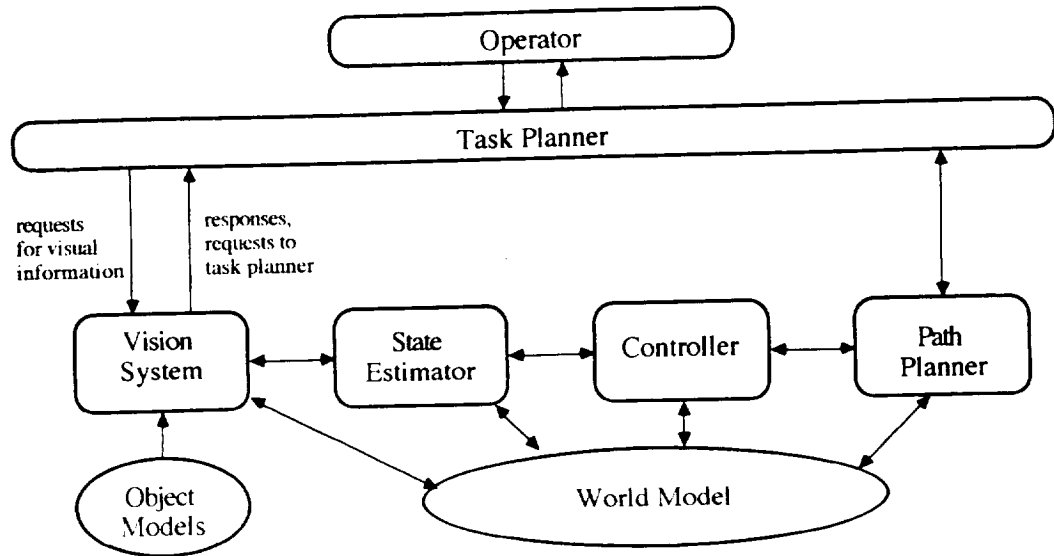 Operator
Task Planner
requests
for visual
information
responses,
requests to
task planner
Vision
System
State
Estimator
Controller
Path
Planner
Object
Models
World Model